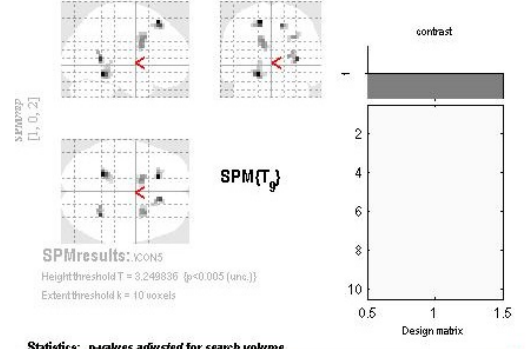 contrast
1
SPMmip
[1, 0, 2]
<
<
<
SPM{T9}
2
4
6
8
10
0.5 1 1.5
Design matrix
SPMresults: .\CON5
Height threshold T = 3.249836 {p<0.005 (unc.)}
Extent threshold k = 10 voxels
Statistics: p-values adjusted for search volume